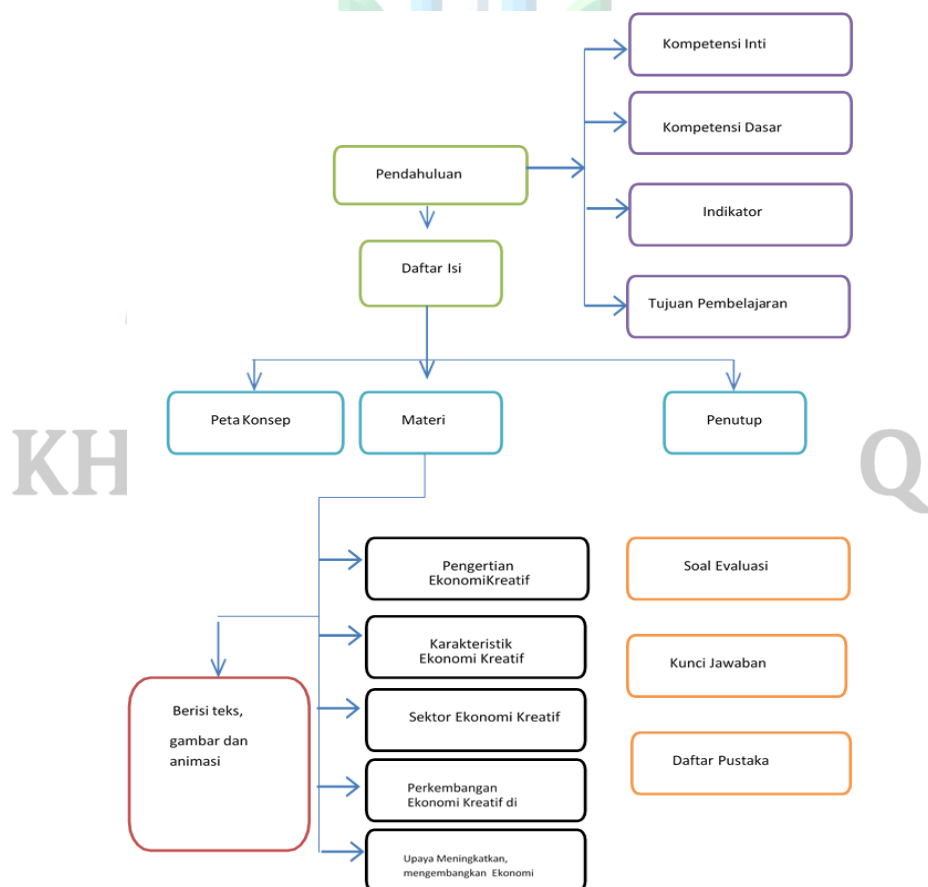 Kompetensi Inti
Kompetensi Dasar
Pendahuluan
Indikator
Daftar Isi
Tujuan Pembelajaran
Peta Konsep
Materi
Penutup
KH
Q
Pengertian
EkonomiKreatif
Soal Evaluasi
Karakteristik
Ekonomi Kreatif
Kunci Jawaban
Berisi teks,
gambar dan
animasi
Sektor Ekonomi Kreatif
Daftar Pustaka
Perkembangan
Ekonomi Kreatif di
Upaya Meningkatkan,
mengembangkan Ekonomi